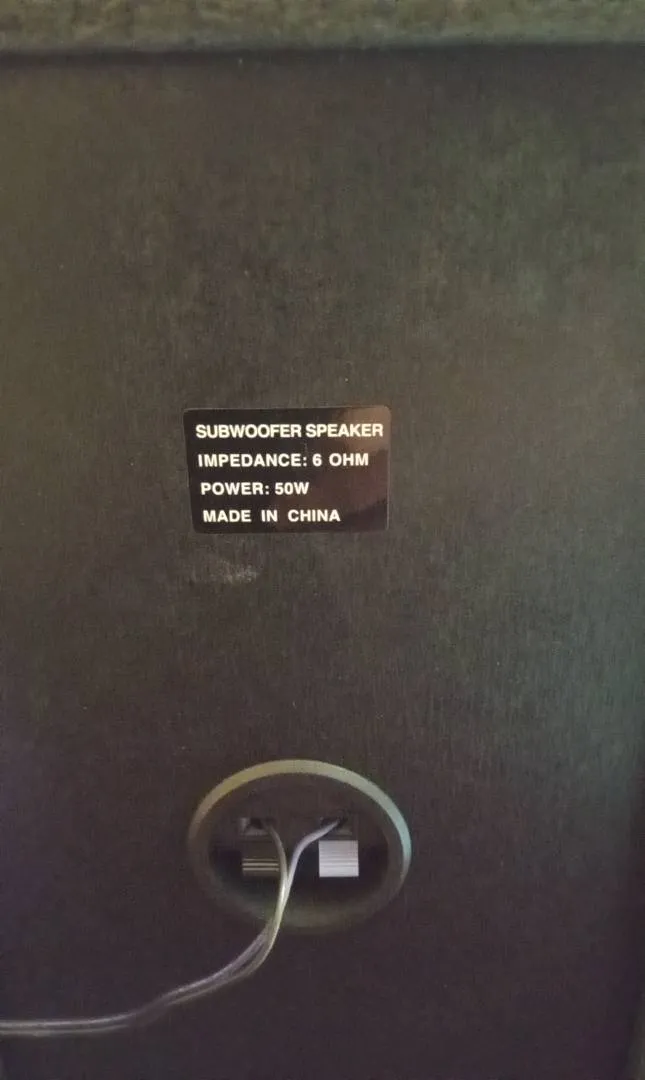 SUBWOOFER SPEAKER
IMPEDANCE: 6 OHM
POWER: 50W
MADE IN CHINA